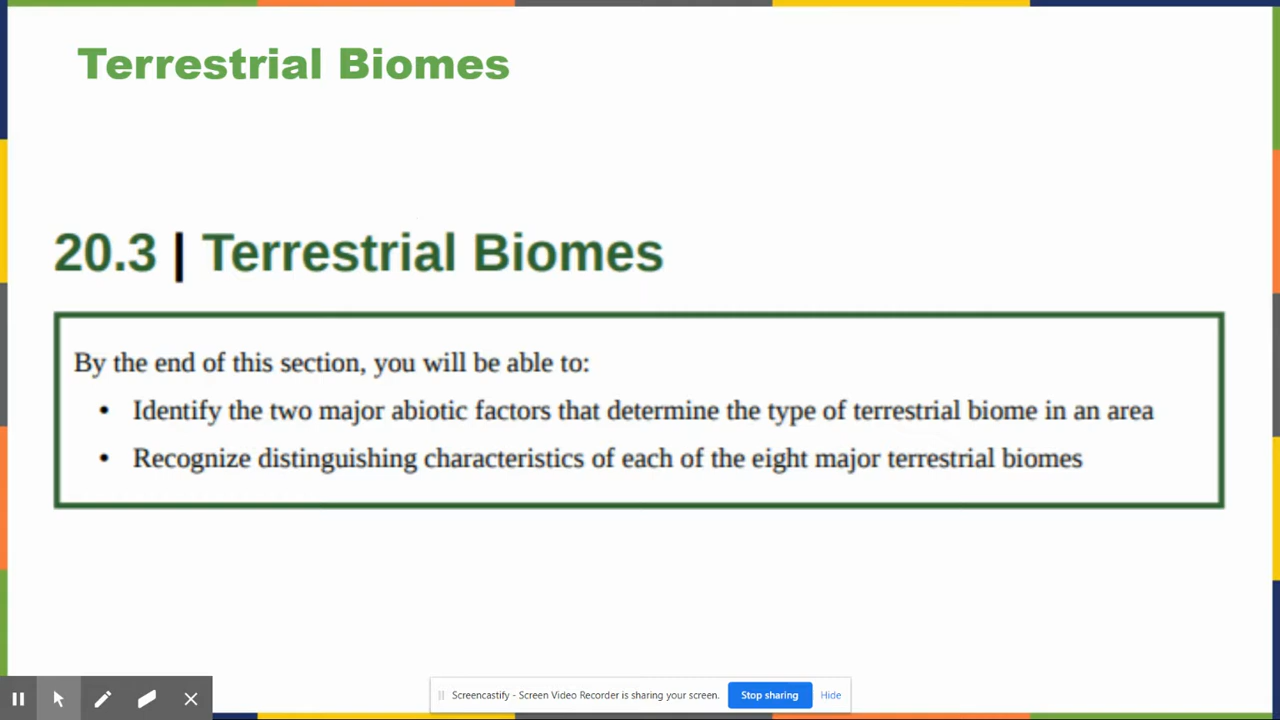 Terrestrial Biomes
20.3 | Terrestrial Biomes
By the end of this section, you will be able to:
• Identify the two major abiotic factors that determine the type of terrestrial biome in an area
• Recognize distinguishing characteristics of each of the eight major terrestrial biomes
Screencastify - Screen Video Recorder is sharing your screen. Stop sharing Hide